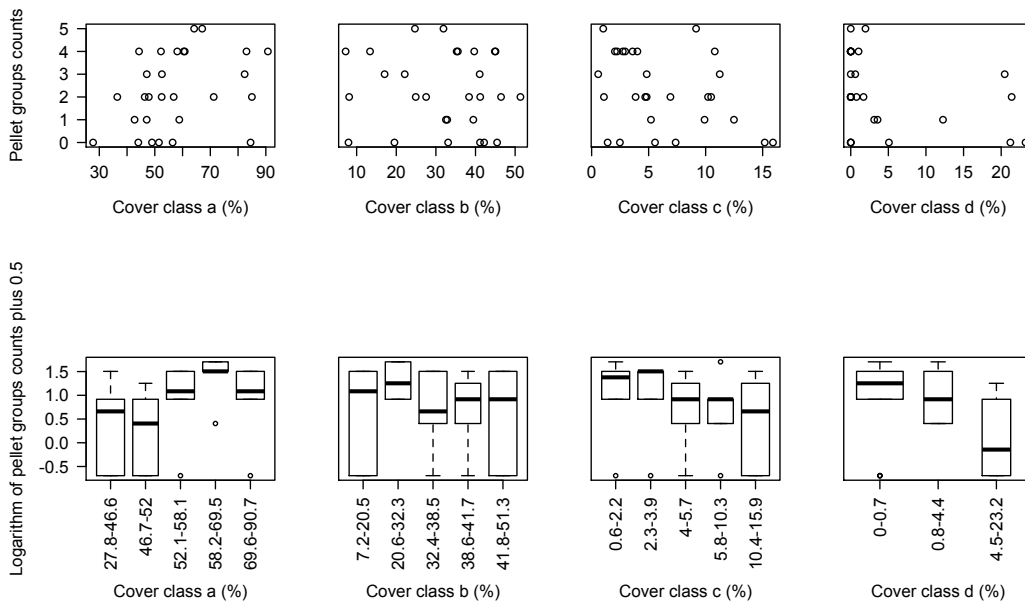 Pellet groups counts
5
4
3
2
1
0
30 50 70 90
Cover class a (%)
10 20 30 40 50
Cover class b (%)
0 5 10 15
Cover class c (%)
0 5 10 20
Cover class d (%)
Logarithm of pellet groups counts plus 0.5
1.5
1.0
0.5
0.0
-0.5
27.8-46.6
46.7-52
52.1-58.1
58.2-69.5
69.6-90.7
Cover class a (%)
7.2-20.5
20.6-32.3
32.4-38.5
38.6-41.7
41.8-51.3
Cover class b (%)
0.6-2.2
2.3-3.9
4-5.7
5.8-10.3
10.4-15.9
Cover class c (%)
0-0.7
0.8-4.4
4.5-23.2
Cover class d (%)